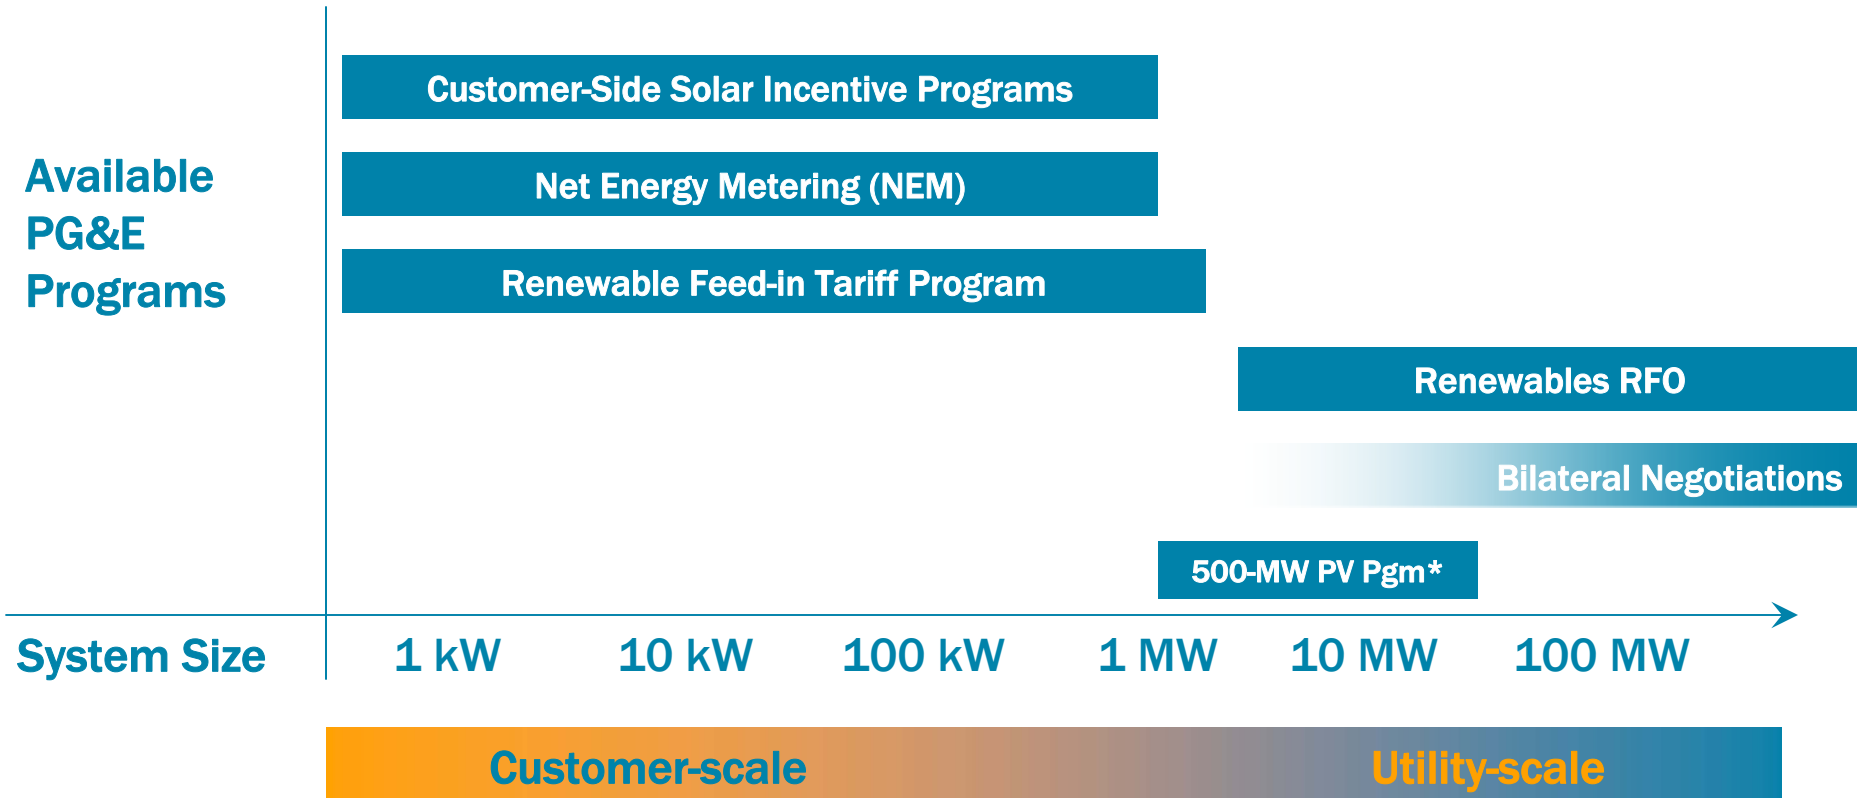 Customer-Side Solar Incentive Programs
Net Energy Metering (NEM)
Available
PG&E
Programs
Renewable Feed-in Tariff Program
Renewables RFO
Bilateral Negotiations
500-MW PV Pgm*
System Size 1 kW 10 kW 100 kW 1 MW 10 MW 100 MW
Customer-scale Utility-scale